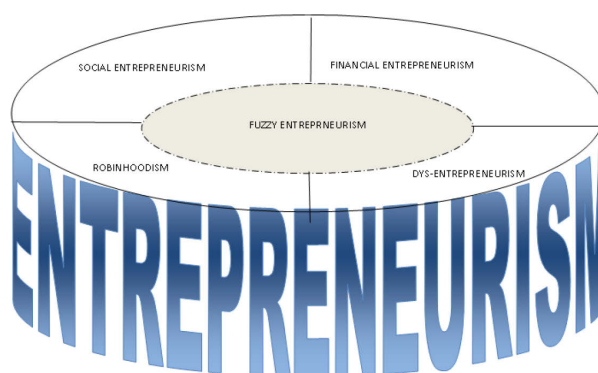 SOCIAL ENTREPRENEURISM
FINANCIAL ENTREPRENEURISM
FUZZY ENTREPRNEURISM
ROBINHOODISM
DYS-ENTREPRENEURISM
ENTREPRENEURISM